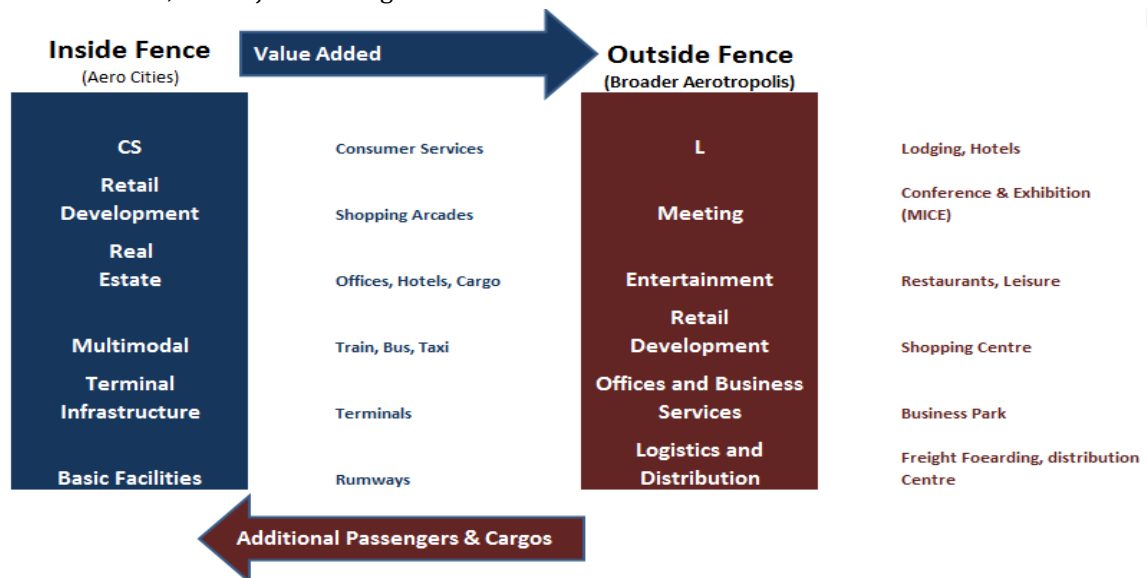 Inside Fence
(Aero Cities)
Value Added
Outside Fence
(Broader Aerotropolis)
CS
Consumer Services
L
Lodging, Hotels
Retail
Development
Shopping Arcades
Meeting
Conference & Exhibition
(MICE)
Real
Estate
Offices, Hotels, Cargo
Entertainment
Restaurants, Leisure
Multimodal
Train, Bus, Taxi
Retail
Development
Shopping Centre
Terminal
Infrastructure
Terminals
Offices and Business
Services
Business Park
Basic Facilities
Rumways
Logistics and
Distribution
Freight Foearding, distribution
Centre
Additional Passengers & Cargos